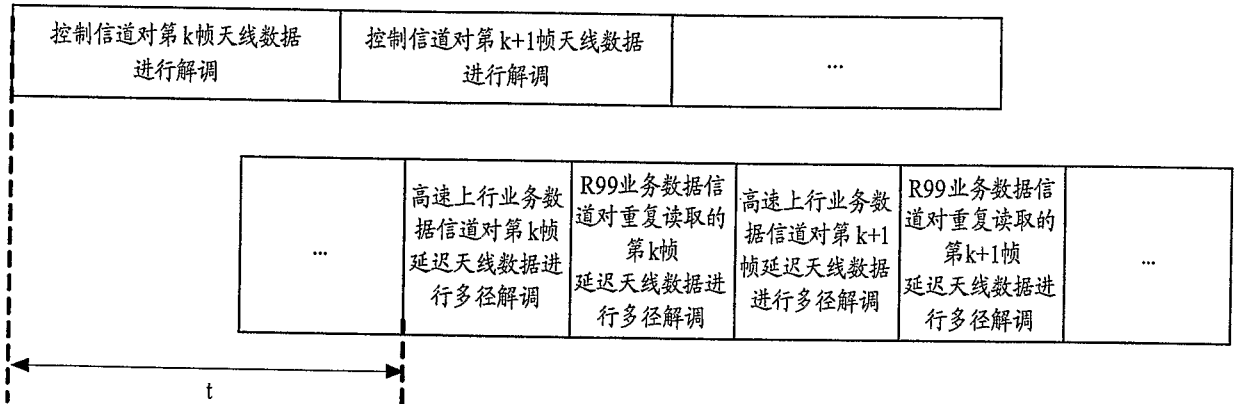 控制信道对第k帧天线数据
进行解调
控制信道对第k+1帧天线数据
进行解调
...
...
高速上行业务数
据信道对第k帧
延迟天线数据进
行多径解调
R99业务数据信
道对重复读取的
第k帧
延迟天线数据进
行多径解调
高速上行业务数
据信道对第k+1
帧延迟天线数据
进行多径解调
R99业务数据信
道对重复读取的
第k+1帧
延迟天线数据进
行多径解调
...
t